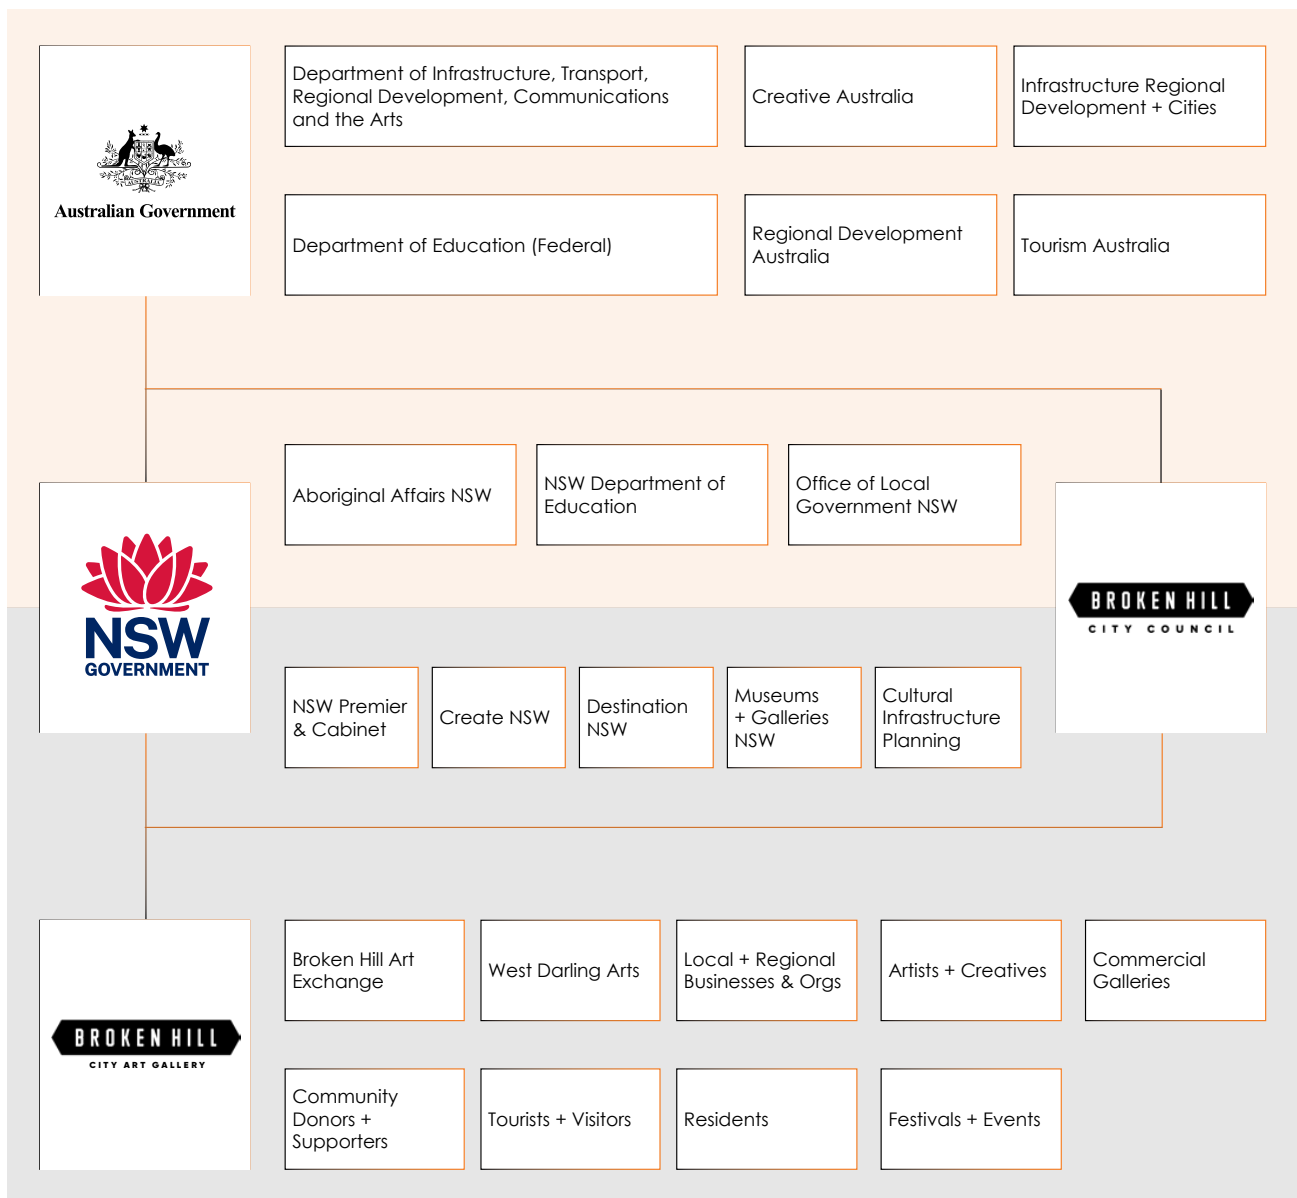 AUSTRALIA
Australian Government
Department of Infrastructure, Transport,
Regional Development, Communications
and the Arts
Creative Australia
Infrastructure Regional
Development + Cities
Department of Education (Federal)
Regional Development
Australia
Tourism Australia
Aboriginal Affairs NSW
NSW Department of
Education
Office of Local
Government NSW
NSW
GOVERNMENT
BROKEN HILL
CITY COUNCIL
NSW Premier
& Cabinet
Create NSW
Destination
NSW
Museums
+ Galleries
NSW
Cultural
Infrastructure
Planning
BROKEN HILL
CITY ART GALLERY
Broken Hill Art
Exchange
West Darling Arts
Local + Regional
Businesses & Orgs
Artists + Creatives
Commercial
Galleries
Community
Donors +
Supporters
Tourists + Visitors
Residents
Festivals + Events